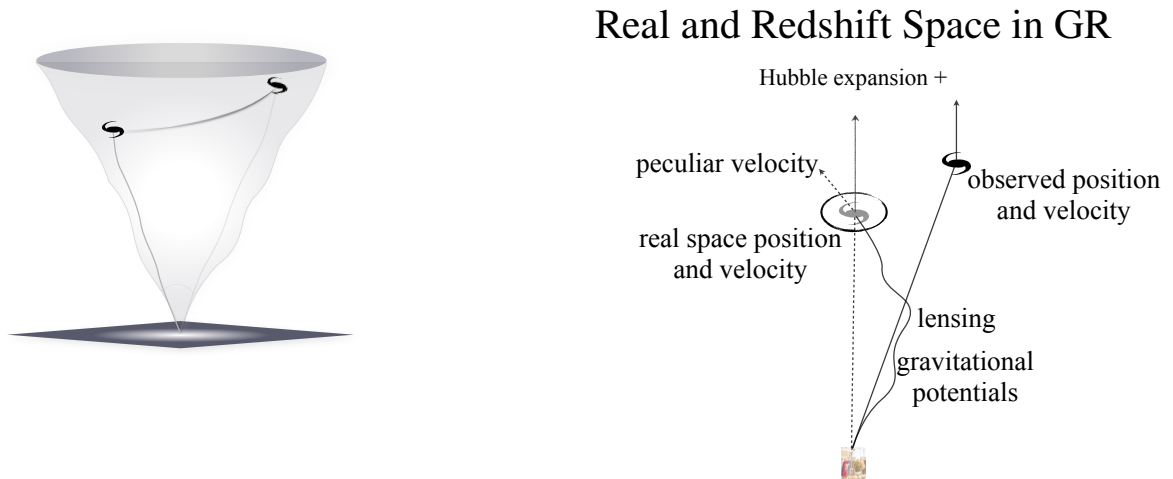 Real and Redshift Space in GR
Hubble expansion +
peculiar velocity
observed position
and velocity
real space position
and velocity
lensing
gravitational
potentials